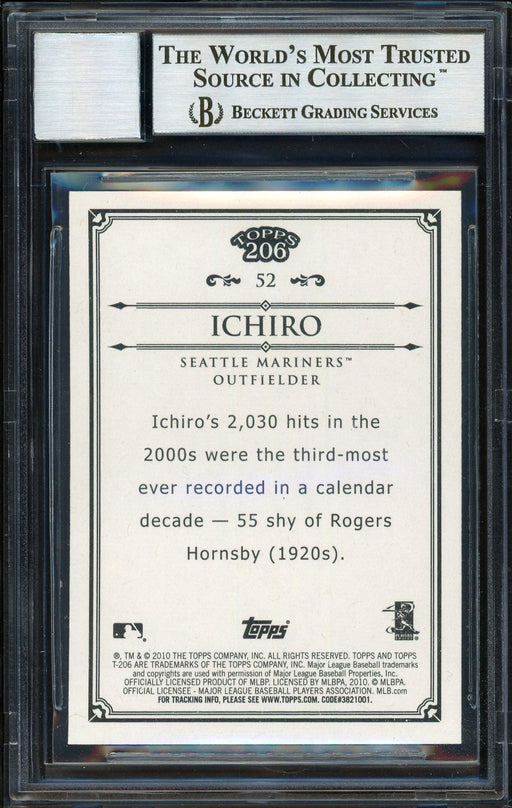 THE WORLD'S MOST TRUSTED
SOURCE IN COLLECTING™
B BECKETT GRADING SERVICES
TOPPS
206
52
ICHIRO
SEATTLE MARINERS™
OUTFIELDER
Ichiro's 2,030 hits in the
2000s were the third-most
ever recorded in a calendar
decade — 55 shy of Rogers
Hornsby (1920s).
topps
®, TM & © 2010 THE TOPPS COMPANY, INC. ALL RIGHTS RESERVED. TOPPS AND TOPPS
T-206 ARE TRADEMARKS OF THE TOPPS COMPANY, INC. Major League Baseball trademarks
and copyrights are used with permission of Major League Baseball Properties, Inc.
OFFICIALLY LICENSED PRODUCT OF MLBP. LICENSED BY MLBPA, 2010. © MLBPA.
OFFICIAL LICENSEE - MAJOR LEAGUE BASEBALL PLAYERS ASSOCIATION. MLB.com
FOR TRACKING INFO, PLEASE SEE WWW.TOPPS.COM. CODE#3821001.